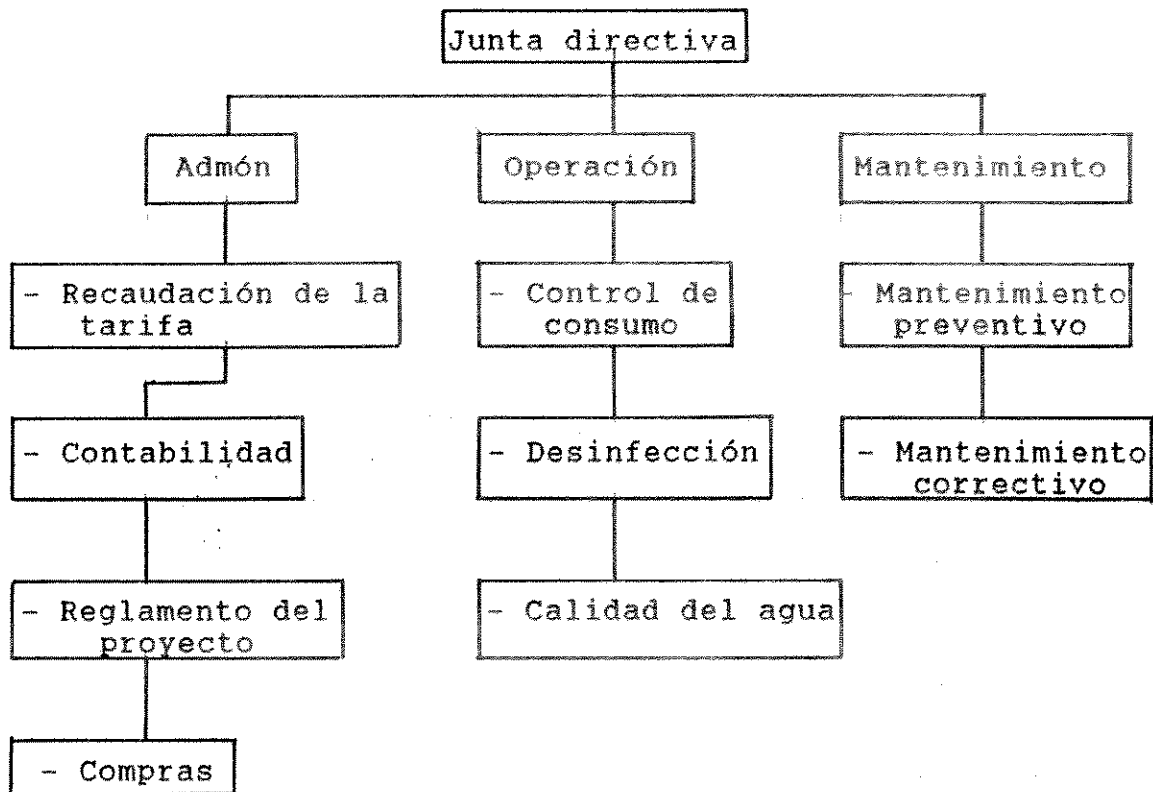 Junta directiva
Admón
Operación
Mantenimiento
- Recaudación de la
tarifa
- Control de
consumo
- Mantenimiento
preventivo
- Contabilidad
- Desinfección
- Mantenimiento
correctivo
- Reglamento del
proyecto
- Calidad del agua
- Compras